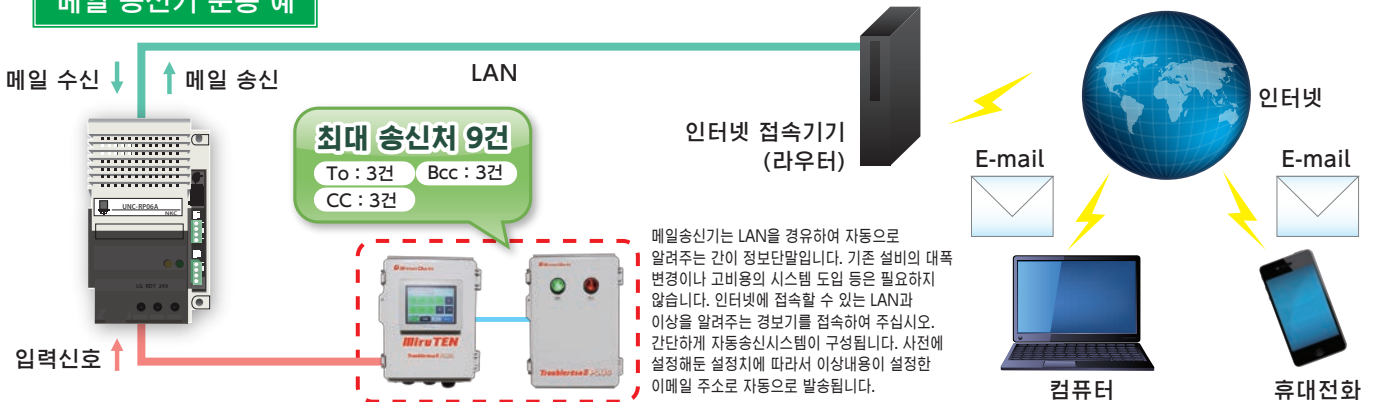 메일 송신기 운용 예
메일 수신
메일 송신
LAN
최대 송신처 9건
To : 3건
Bcc : 3건
CC : 3건
인터넷 접속기기
(라우터)
인터넷
E-mail
E-mail
UNC-RP06A
NKC
입력신호
MiruTEN
메일송신기는 LAN을 경유하여 자동으로
알려주는 간이 정보단말입니다. 기존 설비의 대폭
변경이나 고비용의 시스템 도입 등은 필요하지
않습니다. 인터넷에 접속할 수 있는 LAN과
이상을 알려주는 경보기를 접속하여 주십시오.
간단하게 자동송신시스템이 구성됩니다. 사전에
설정해둔 설정치에 따라서 이상내용이 설정한
이메일 주소로 자동으로 발송됩니다.
컴퓨터
휴대전화